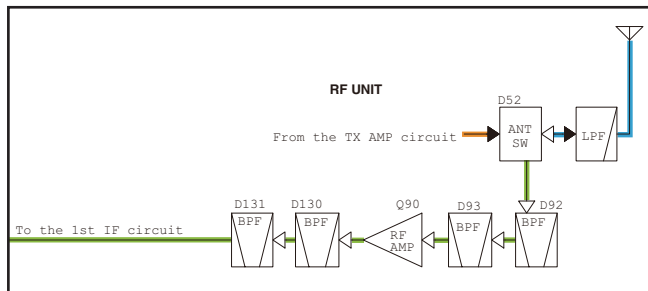 RF UNIT
D52
From the TX AMP circuit
ANT
SW
LPF
D131
D130
Q90
D93
D92
BPF
BPF
RF
AMP
BPF
BPF
To the 1st IF circuit